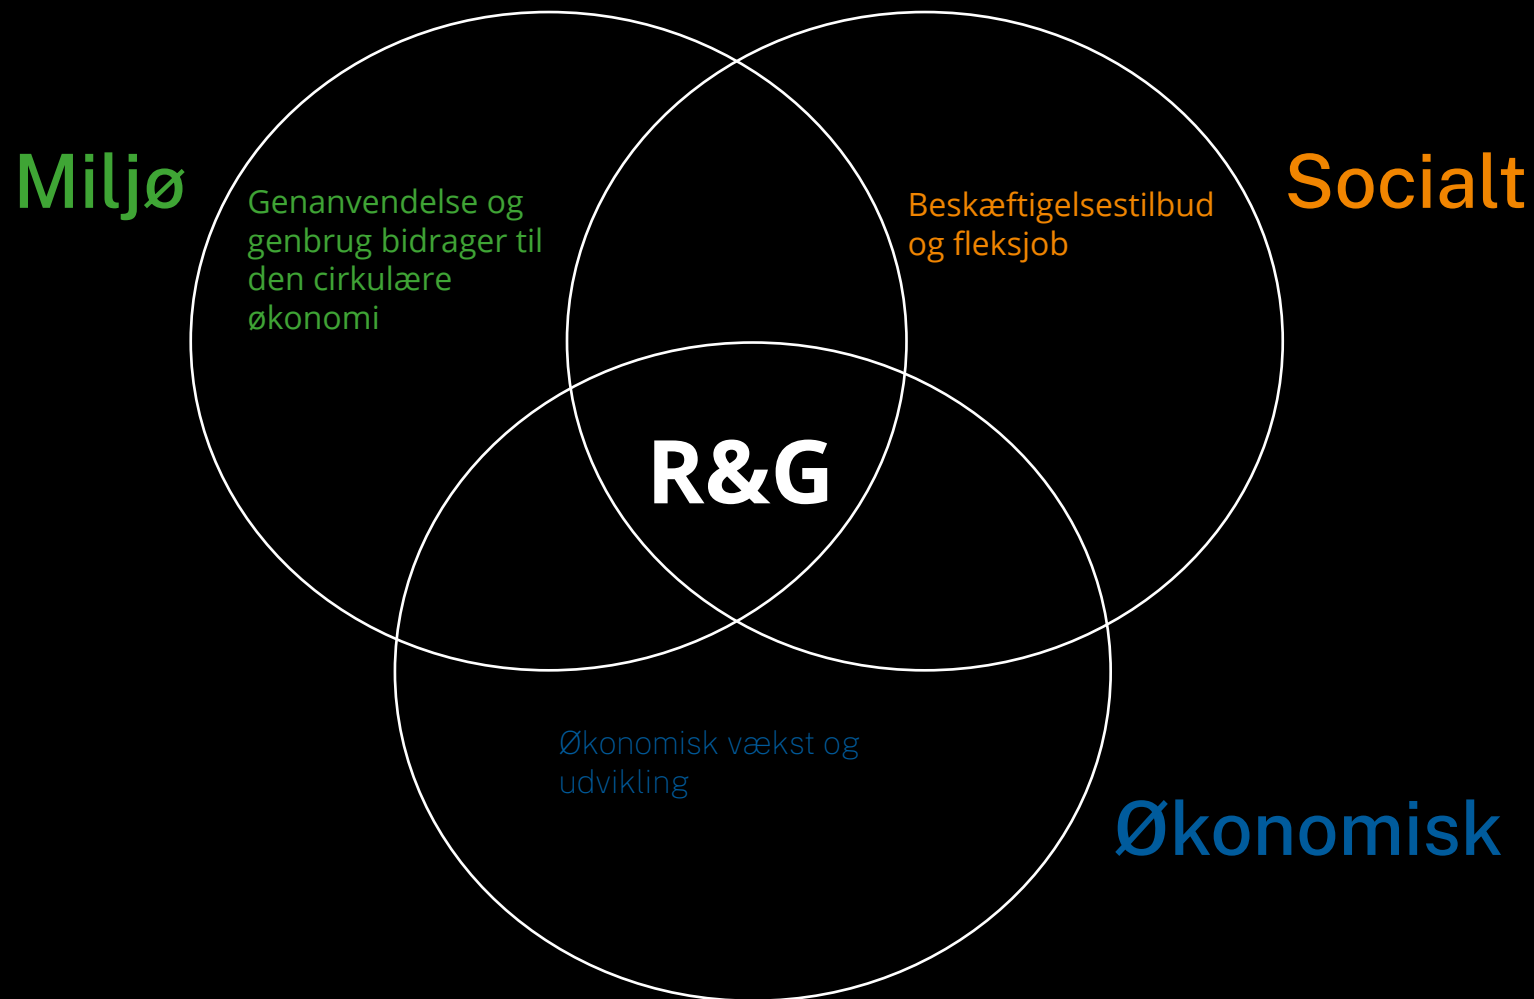 Miljø
Genanvendelse og
genbrug bidrager til
den cirkulære
økonomi
Socialt
Beskæftigelsestilbud
og fleksjob
R&G
Økonomisk vækst og
udvikling
Økonomisk